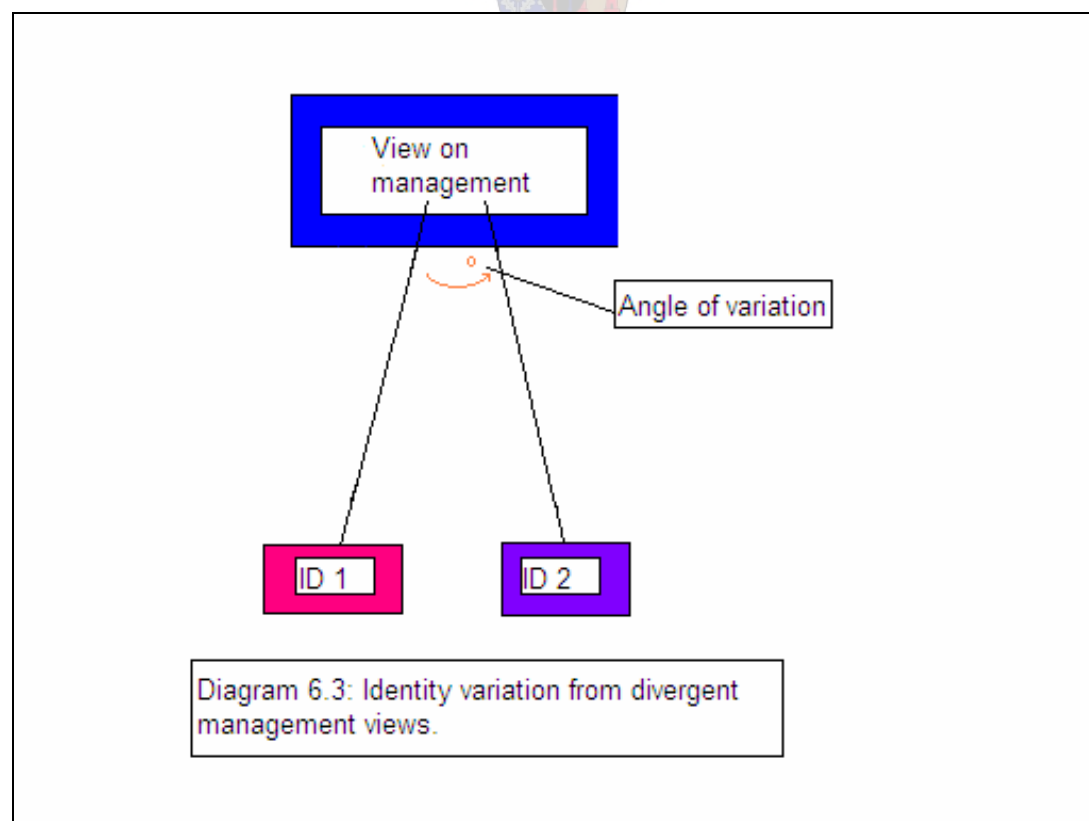 View on
management
Angle of variation
ID 1
ID 2
Diagram 6.3: Identity variation from divergent
management views.